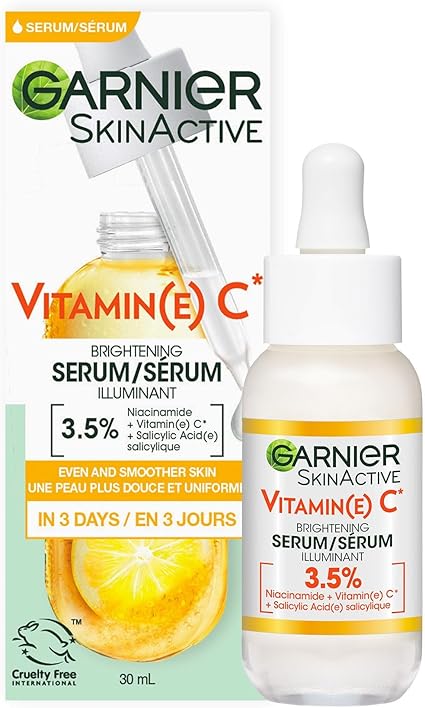 SERUM/SÉRUM
GARNIER
SKINACTIVE
VITAMIN(E) C*
BRIGHTENING
SERUM/SÉRUM
ILLUMINANT
3.5%
Niacinamide
+ Vitamin(e) C*
+ Salicylic Acid(e)
salicylique
EVEN AND SMOOTHER SKIN
UNE PEAU PLUS DOUCE ET UNIFORME
IN 3 DAYS / EN 3 JOURS
TM
Cruelty Free
INTERNATIONAL
30 mL
GARNIER
SKINACTIVE
VITAMIN(E) C*
BRIGHTENING
SERUM/SÉRUM
ILLUMINANT
3.5%
Niacinamide + Vitamin(e) C*
+ Salicylic Acid(e) salicylique